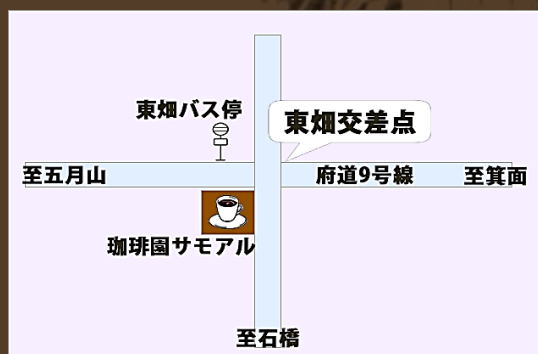 東畑バス停
東畑交差点
至五月山
府道9号線
至箕面
珈琲園サモアル
至石橋